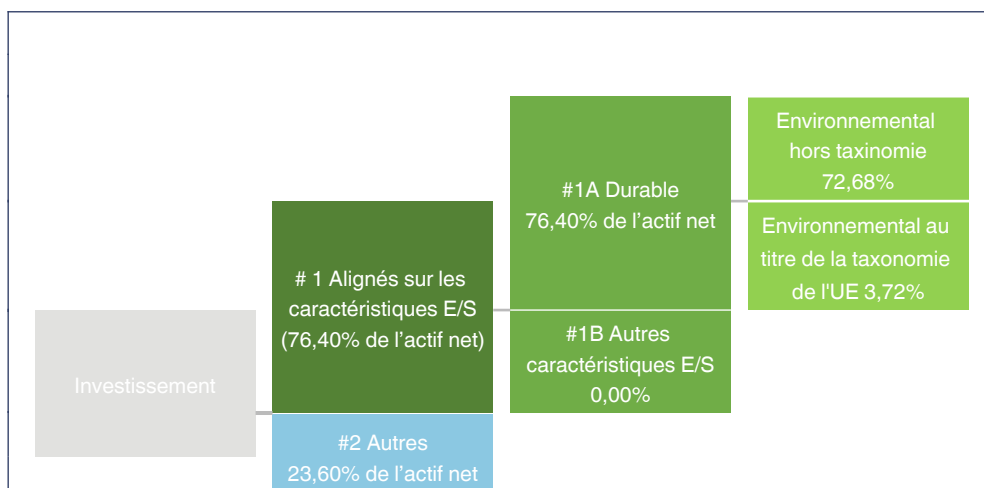 Investissement
# 1 Alignés sur les
caractéristiques E/S
(76,40% de l’actif net)
#2 Autres
23,60% de l’actif net
#1A Durable
76,40% de l’actif net
#1B Autres
caractéristiques E/S
0,00%
Environnemental
hors taxinomie
72,68%
Environnemental au
titre de la taxonomie
de l'UE 3,72%